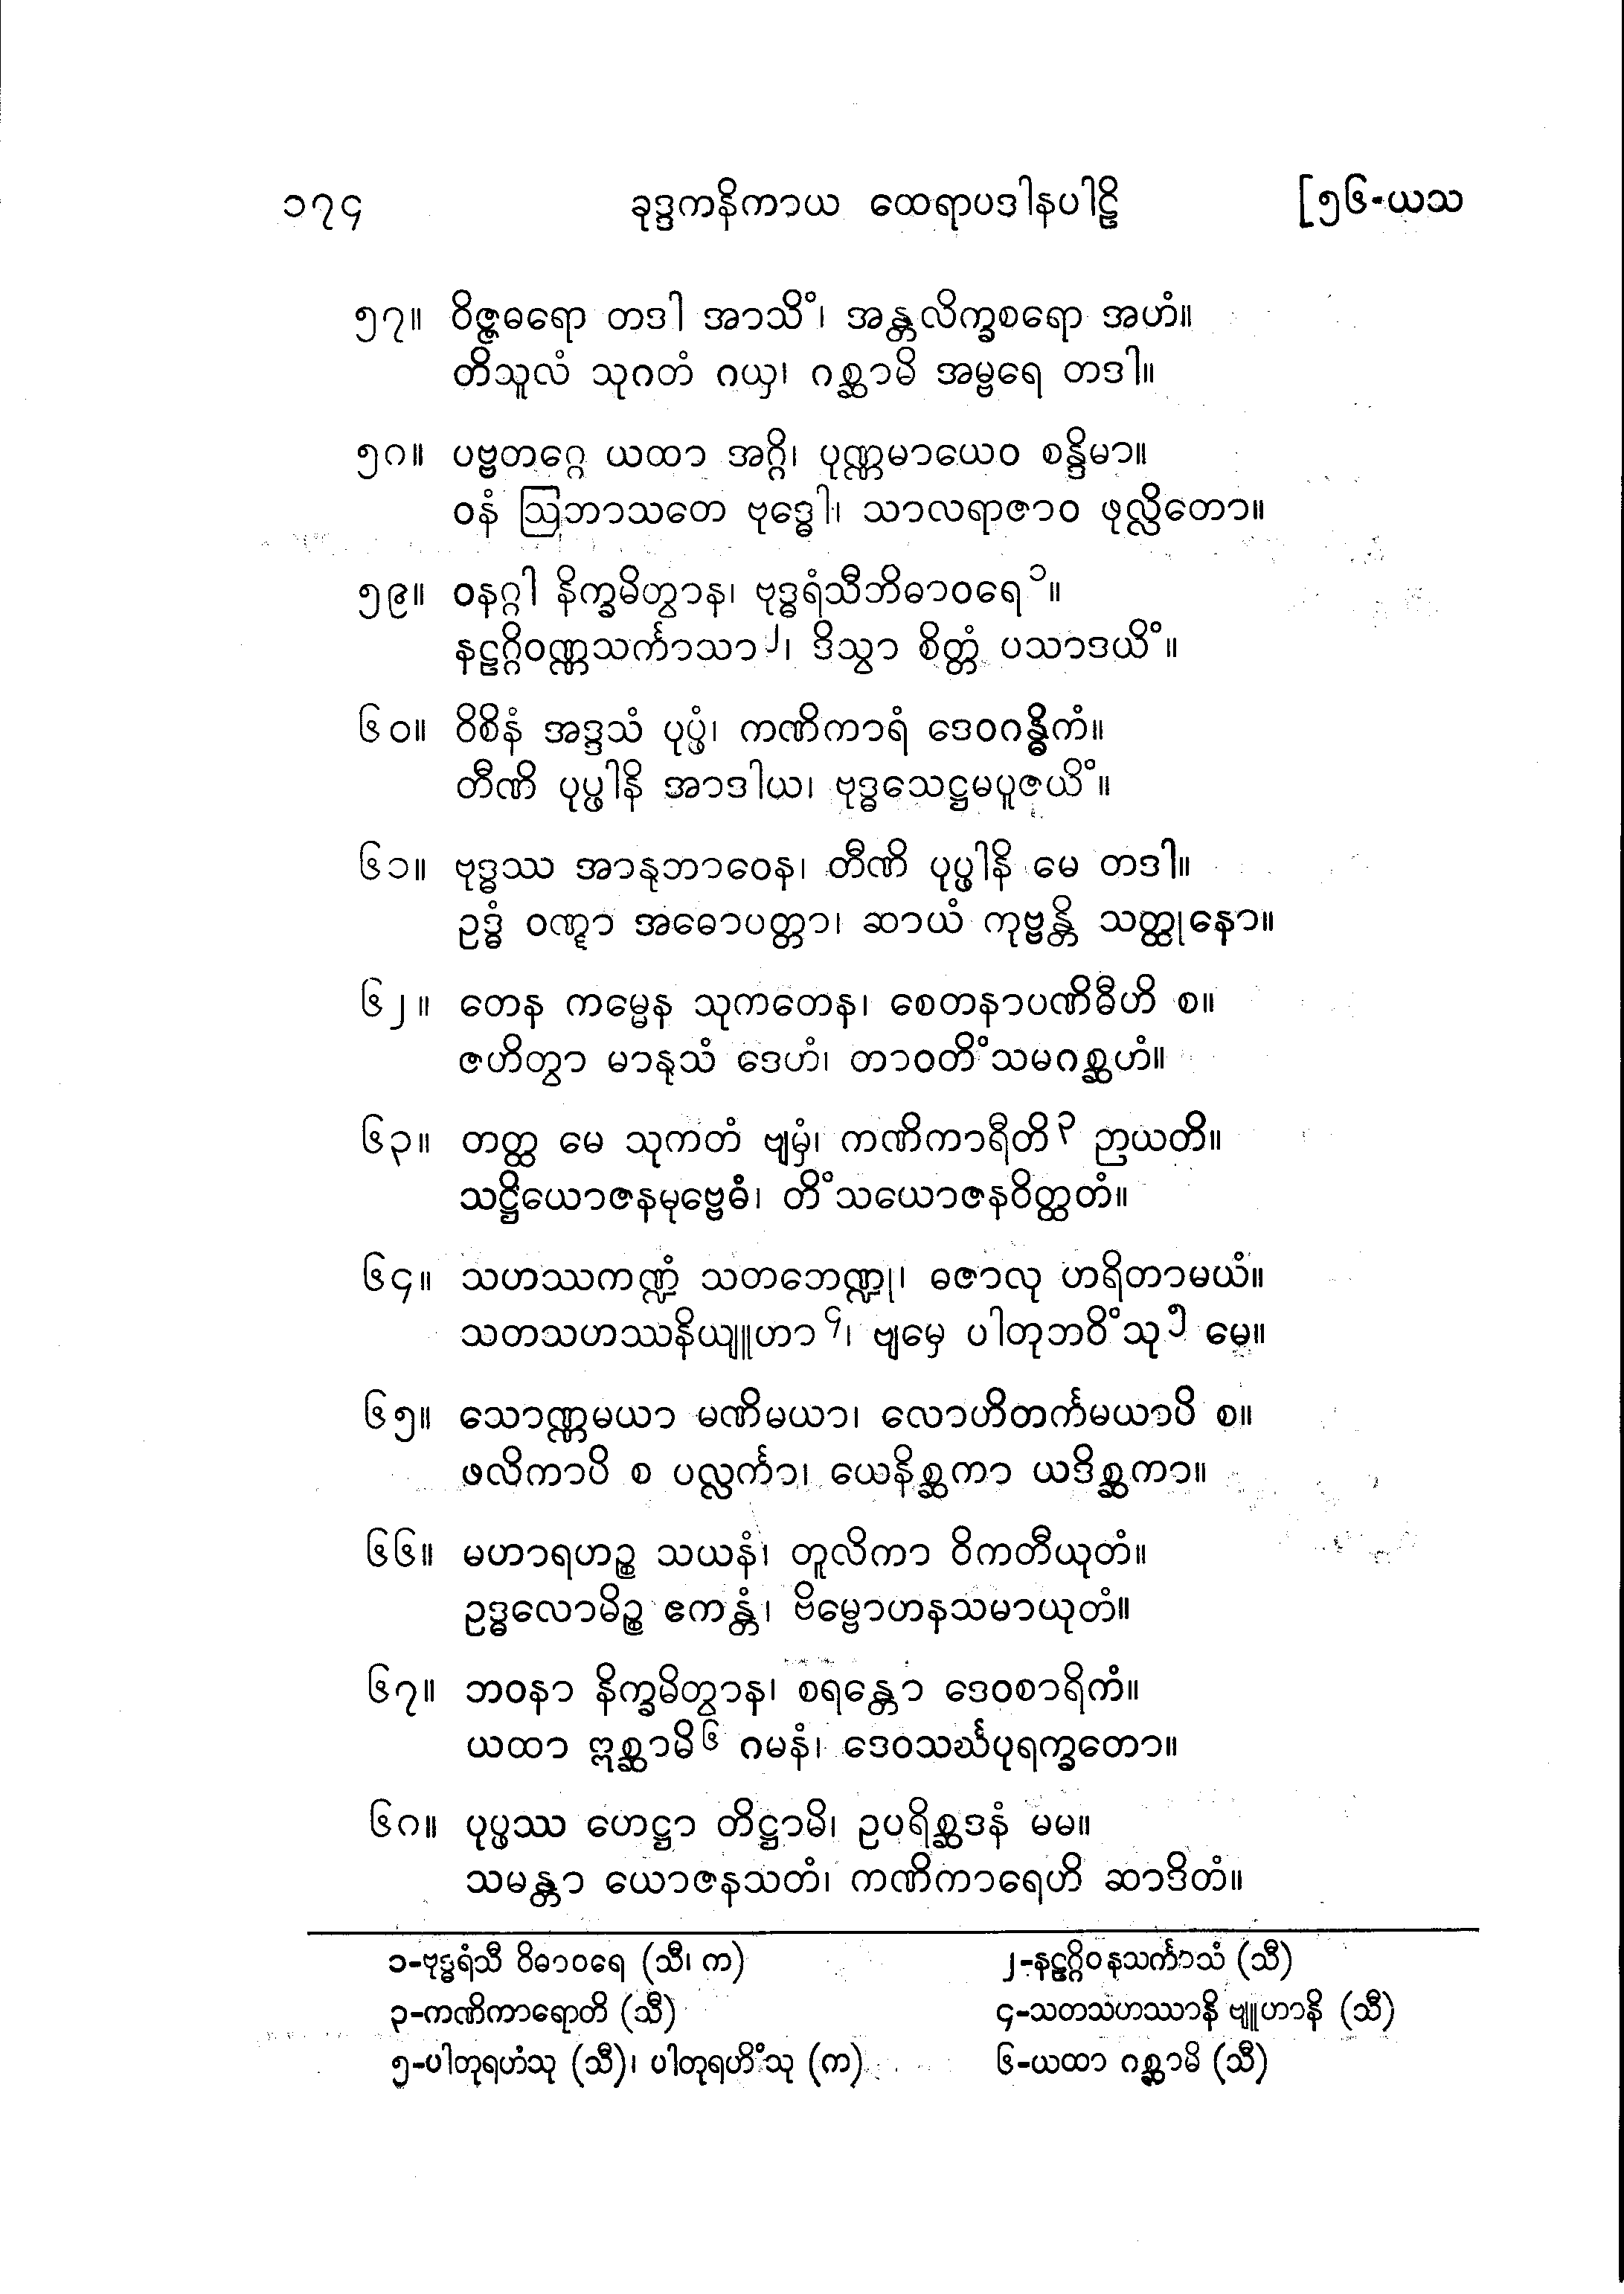 ၁၇၄ ခုဒ္ဒကနိကာယ ထေရာပဒါနပါဠိ [၅၆-ယသ
၅၇။ ဝိဇ္ဇဓရော တဒါ အာသိံ၊ အန္တလိက္ခစရော အဟံ။
တိသူလံ သုဂတံ ဂယှ၊ ဂစ္ဆာမိ အမ္ဗရေ တဒါ။
၅၈။ ပဗ္ဗတဂ္ဂေ ယထာ အဂ္ဂိ၊ ပုဏ္ဏမာယေဝ စန္ဒိမာ။
ဝနံ ဩဘာသတေ ဗုဒ္ဓေါ၊ သာလရာဇာဝ ဖုလ္လိတော။
၅၉။ ဝနဂ္ဂါ နိက္ခမိတွာန၊ ဗုဒ္ဓရံသီဘိဓာဝရေ၁။
နဠဂ္ဂိဝဏ္ဏသင်္ကာသာ၂၊ ဒိသွာ စိတ္တံ ပသာဒယိံ။
၆၀။ ဝိစိနံ အဒ္ဒသံ ပုပ္ဖံ၊ ကဏိကာရံ ဒေဝဂန္ဓိကံ။
တီဏိ ပုပ္ဖါနိ အာဒါယ၊ ဗုဒ္ဓသေဋ္ဌမပူဇယိံ။
၆၁။ ဗုဒ္ဓဿ အာနုဘာဝေန၊ တီဏိ ပုပ္ဖါနိ မေ တဒါ။
ဥဒ္ဓံ ဝဏ္ဋာ အဓောပတ္တာ၊ ဆာယံ ကုဗ္ဗန္တိ သတ္ထုနော။
၆၂။ တေန ကမ္မေန သုကတေန၊ စေတနာပဏိဓီဟိ စ။
ဇဟိတွာ မာနုသံ ဒေဟံ၊ တာဝတိံသမဂစ္ဆဟံ။
၆၃။ တတ္ထ မေ သုကတံ ဗျမှံ၊ ကဏိကာရီတိ၃ ဉာယတိ။
သဋ္ဌိယောဇနမုဗ္ဗေဓံ၊ တိံသယောဇနဝိတ္ထတံ။
၆၄။ သဟဿကဏ္ဍံ သတဘေဏ္ဍု၊ ဓဇာလု ဟရိတာမယံ။
သတသဟဿနိယျူဟာ၄၊ ဗျမှေ ပါတုဘဝိံသု၅ မေ။
၆၅။ သောဏ္ဏမယာ မဏိမယာ၊ လောဟိတင်္ကမယာပိ စ။
ဖလိကာပိ စ ပလ္လင်္ကာ၊ ယေနိစ္ဆကာ ယဒိစ္ဆကာ။
၆၆။ မဟာရဟဉ္စ သယနံ၊ တူလိကာ ဝိကတီယုတံ။
ဥဒ္ဓလောမိဉ္စ ဧကန္တံ၊ ဗိမ္ဗောဟနသမာယုတံ။
၆၇။ ဘဝနာ နိက္ခမိတွာန၊ စရန္တော ဒေဝစာရိကံ။
ယထာ ဣစ္ဆာမိ၆ ဂမနံ၊ ဒေဝသင်္ဃပုရက္ခတော။
၆၈။ ပုပ္ဖဿ ဟေဋ္ဌာ တိဋ္ဌာမိ၊ ဥပရိစ္ဆဒနံ မမ။
သမန္တာ ယောဇနသတံ၊ ကဏိကာရေဟိ ဆာဒိတံ။
၁-ဗုဒ္ဓရံသီ ဝိဓာဝရေ (သီ၊ က) ၂-နဠဂ္ဂိဝနသင်္ကာသံ (သီ)
၃-ကဏိကာရောတိ (သီ) ၄-သတသဟဿာနိ ဗျူဟာနိ (သီ)
၅-ပါတုရဟံသု (သီ)၊ ပါတုရဟိံသု (က) ၆-ယထာ ဂစ္ဆာမိ (သီ)